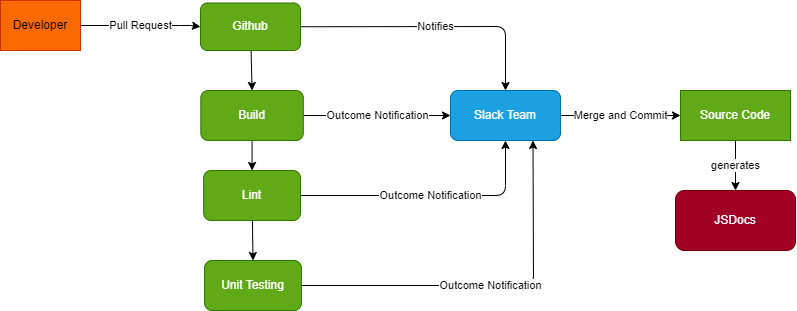 Developer
Pull Request
Github
Notifies
Build
Outcome Notification
Slack Team
Merge and Commit
Source Code
generates
Lint
Outcome Notification
JSDocs
Unit Testing
Outcome Notification